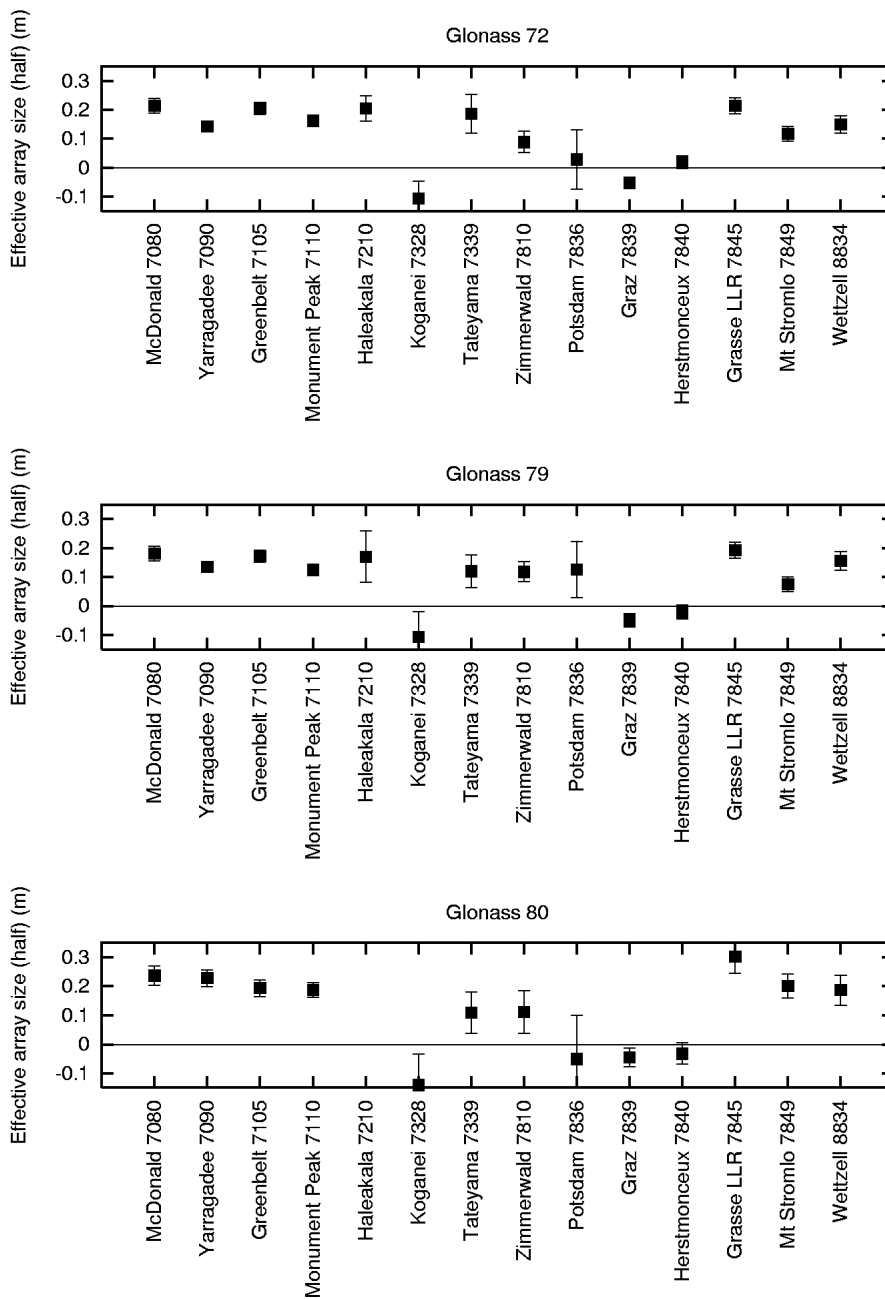 Glonass 72
Effective array size (half) (m)
0.3
0.2
0.1
0
-0.1
McDonald 7080
Yarragadee 7090
Greenbelt 7105
Monument Peak 7110
Haleakala 7210
Koganei 7328
Tateyama 7339
Zimmerwald 7810
Potsdam 7836
Graz 7839
Herstmonceux 7840
Grasse LLR 7845
Mt Stromlo 7849
Wettzell 8834
Glonass 79
Effective array size (half) (m)
0.3
0.2
0.1
0
-0.1
McDonald 7080
Yarragadee 7090
Greenbelt 7105
Monument Peak 7110
Haleakala 7210
Koganei 7328
Tateyama 7339
Zimmerwald 7810
Potsdam 7836
Graz 7839
Herstmonceux 7840
Grasse LLR 7845
Mt Stromlo 7849
Wettzell 8834
Glonass 80
Effective array size (half) (m)
0.3
0.2
0.1
0
-0.1
McDonald 7080
Yarragadee 7090
Greenbelt 7105
Monument Peak 7110
Haleakala 7210
Koganei 7328
Tateyama 7339
Zimmerwald 7810
Potsdam 7836
Graz 7839
Herstmonceux 7840
Grasse LLR 7845
Mt Stromlo 7849
Wettzell 8834